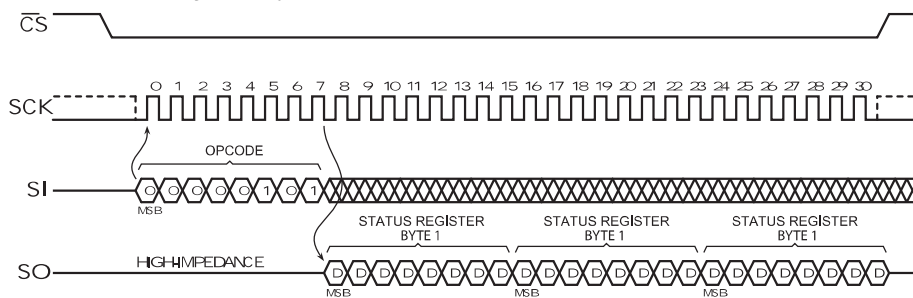 CS
0 1 2 3 4 5 6 7 8 9 10 11 12 13 14 15 16 17 18 19 20 21 22 23 24 25 26 27 28 29 30
SCK
OPCODE
SI 0 0 0 0 0 1 0 1
MSB
STATUS REGISTER BYTE 1
STATUS REGISTER BYTE 1
STATUS REGISTER BYTE 1
HIGH-IMPEDANCE
SO D D D D D D D D D D D D D D D D D D D D D D D D
MSB MSB MSB